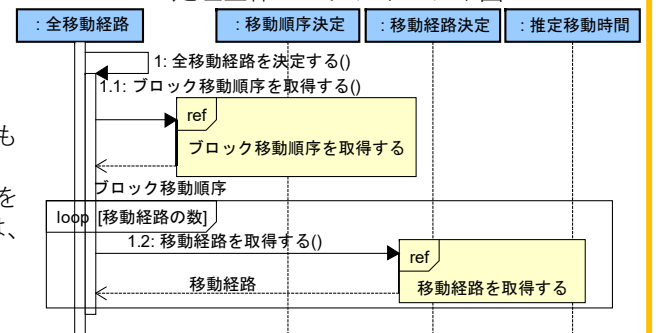 : 全移動経路
: 移動順序決定
: 移動経路決定
: 推定移動時間
1: 全移動経路を決定する()
1.1: ブロック移動順序を取得する()
ref
ブロック移動順序を取得する
も
ブロック移動順序
を
loop [移動経路の数]
1.2: 移動経路を取得する()
ref
移動経路
移動経路を取得する